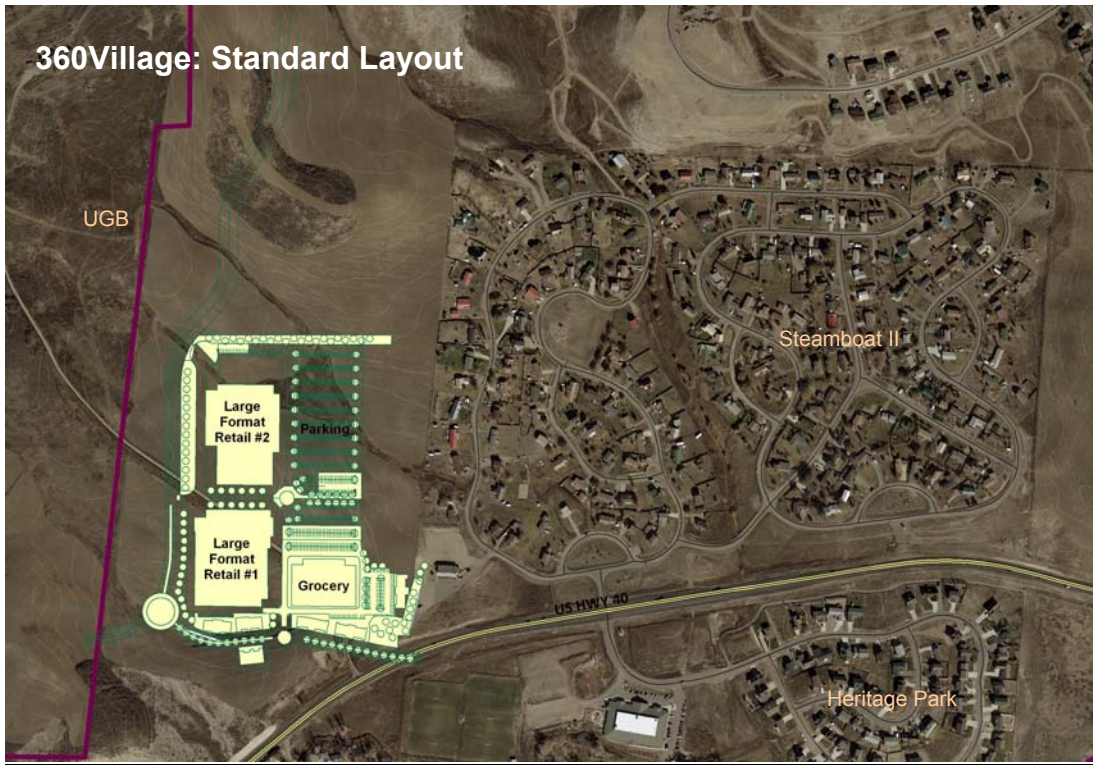 360Village: Standard Layout
UGB
Steamboat II
Large
Format
Retail #2
Parking
Large
Format
Retail #1
Grocery
US HWY 40
'Heritage Park